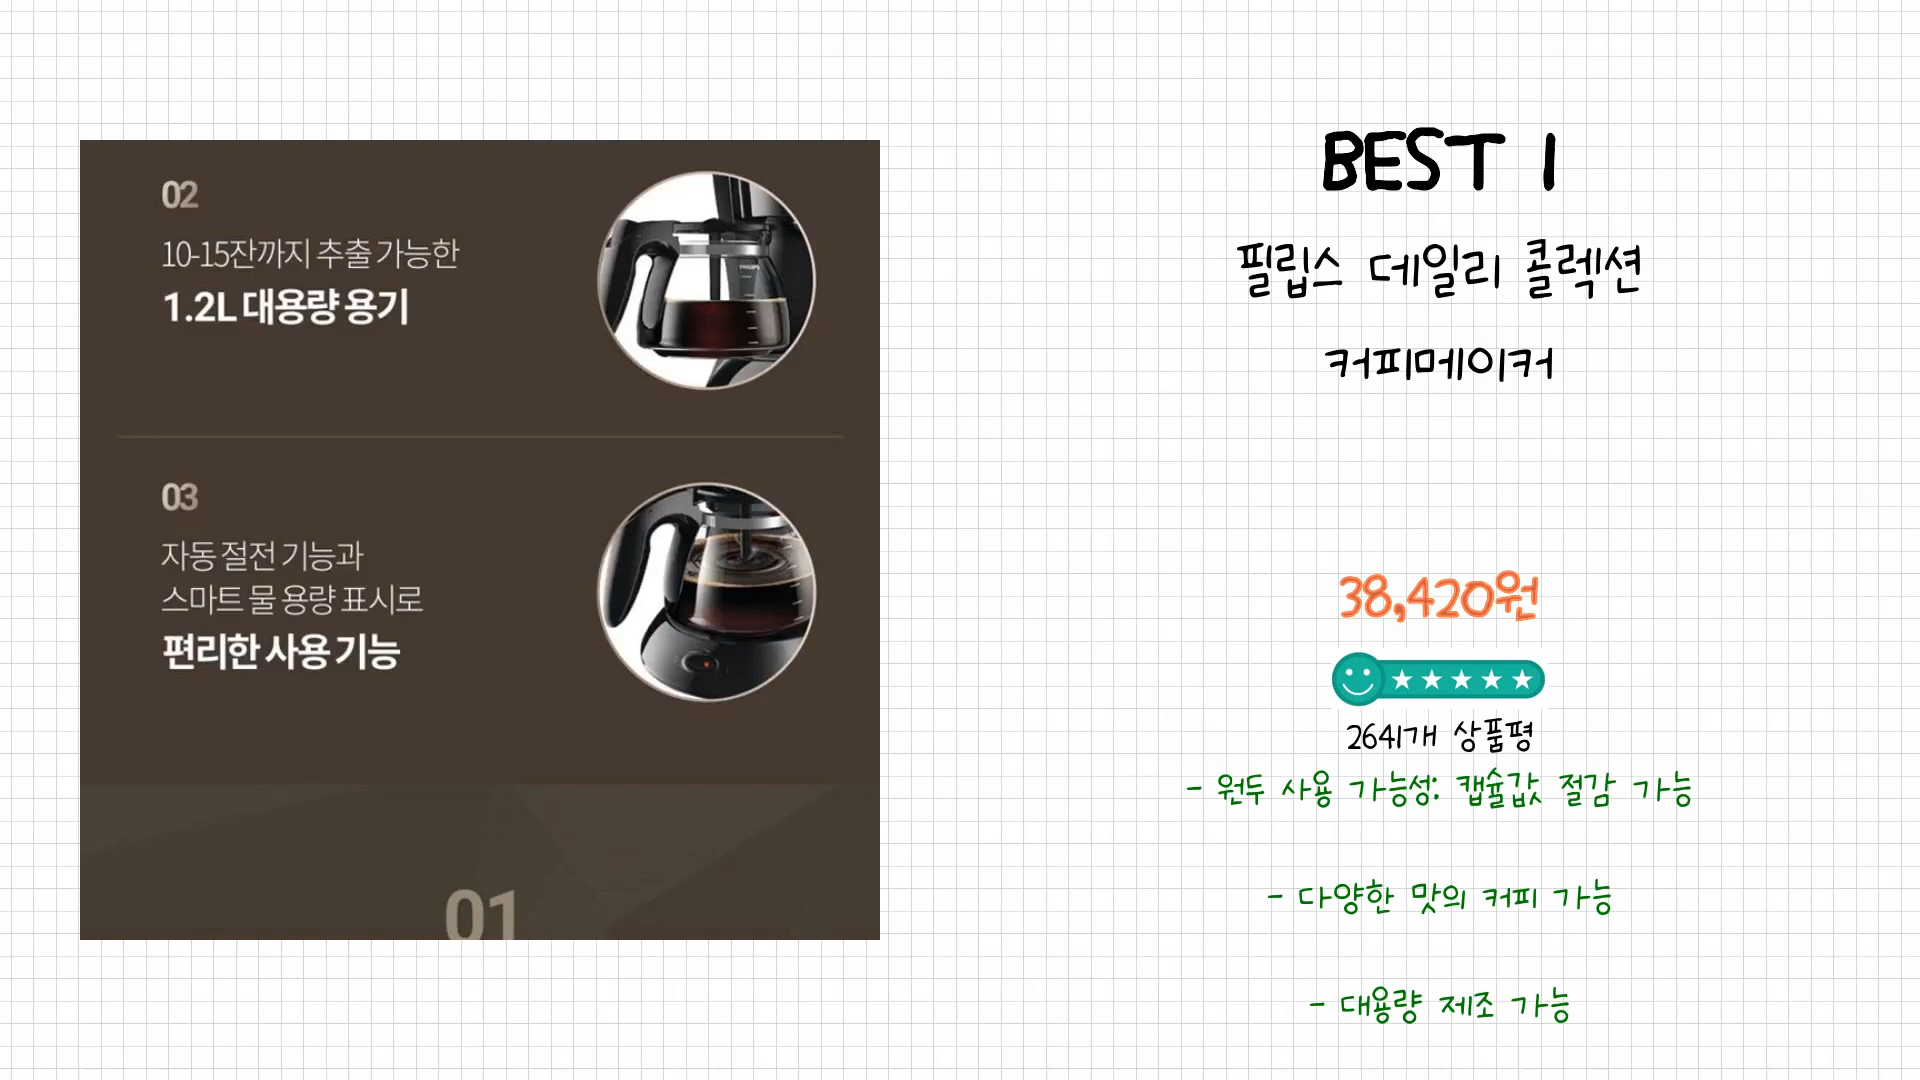 02
10-15잔까지 추출 가능한
1.2L 대용량 용기
03
자동 절전 기능과
스마트 물 용량 표시로
편리한 사용 기능
01
BEST 1
필립스 데일리 콜렉션
커피메이커
38,420원
2641개 상품평
- 원두 사용 가능성: 캡슐값 절감 가능
- 다양한 맛의 커피 가능
- 대용량 제조 가능